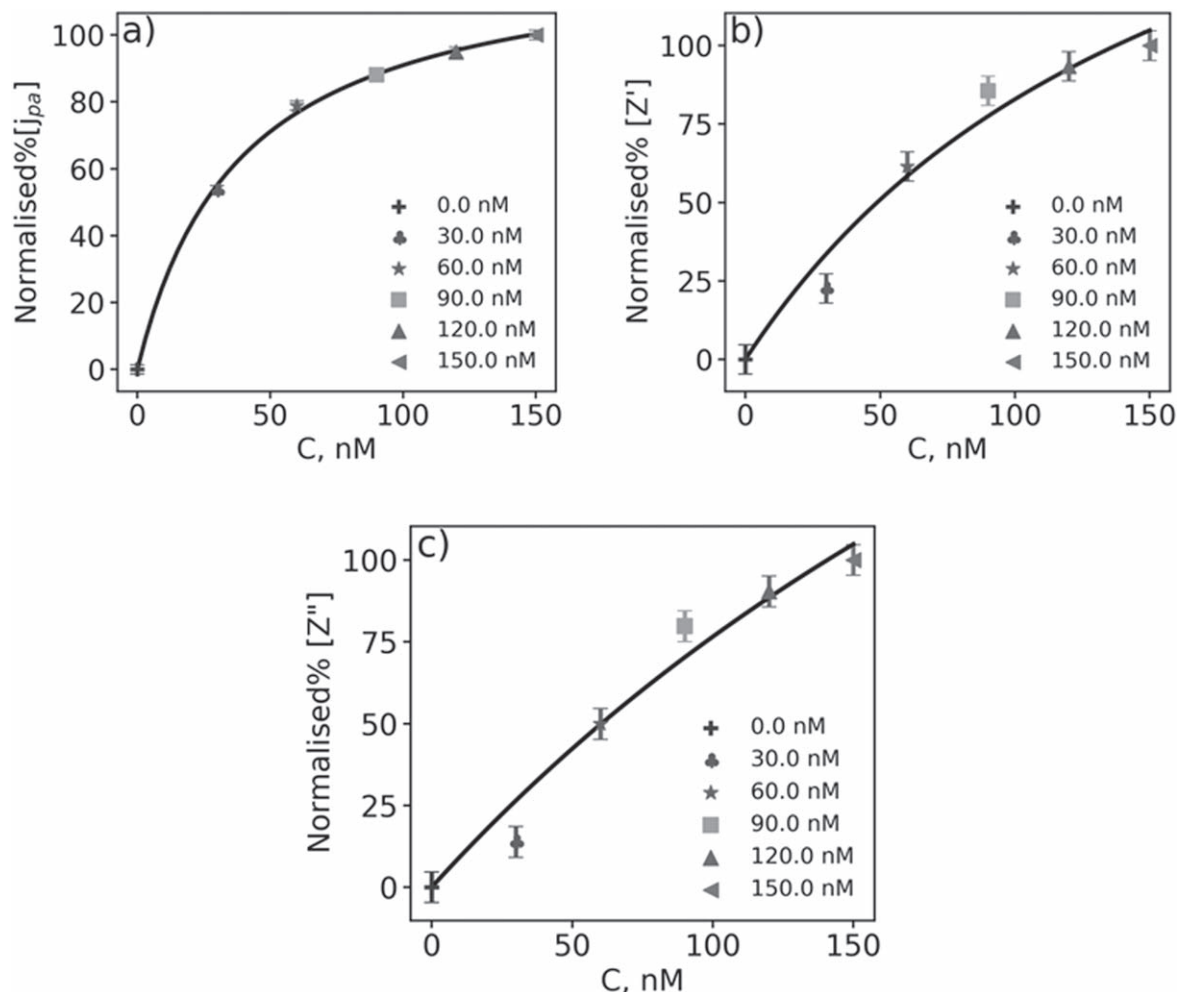 a)
Normalised%[jpa]
100
80
60
40
20
0
0.0 nM
30.0 nM
60.0 nM
90.0 nM
120.0 nM
150.0 nM
0 50 100 150
C, nM
b)
Normalised% [Z']
100
75
50
25
0
0.0 nM
30.0 nM
60.0 nM
90.0 nM
120.0 nM
150.0 nM
0 50 100 150
C, nM
c)
Normalised% [Z"]
100
75
50
25
0
0.0 nM
30.0 nM
60.0 nM
90.0 nM
120.0 nM
150.0 nM
0 50 100 150
C, nM